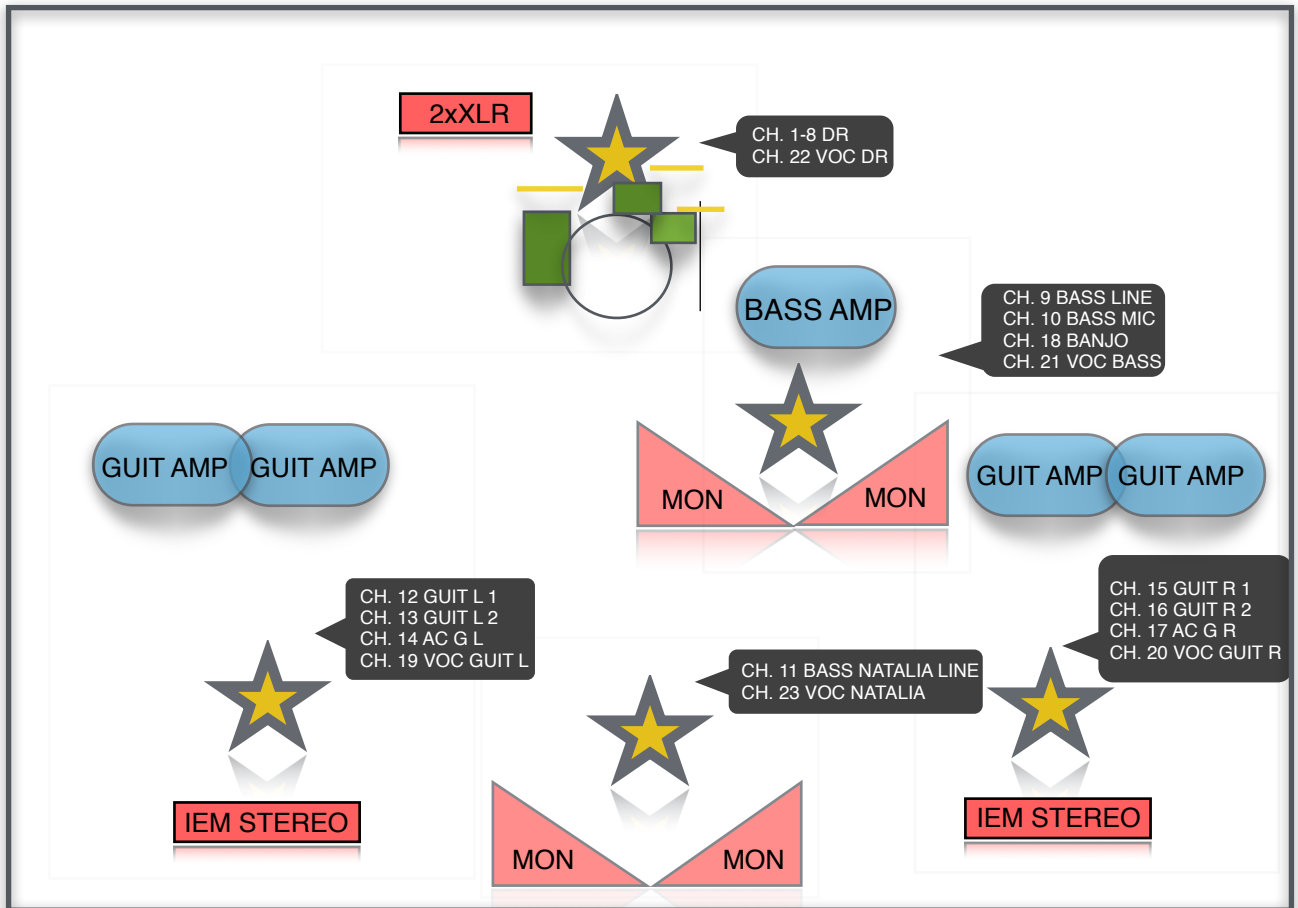 2xXLR
CH. 1-8 DR
CH. 22 VOC DR
BASS AMP
CH. 9 BASS LINE
CH. 10 BASS MIC
CH. 18 BANJO
CH. 21 VOC BASS
MON
MON
GUIT AMP
GUIT AMP
GUIT AMP
GUIT AMP
CH. 12 GUIT L 1
CH. 13 GUIT L 2
CH. 14 AC G L
CH. 19 VOC GUIT L
CH. 11 BASS NATALIA LINE
CH. 23 VOC NATALIA
CH. 15 GUIT R 1
CH. 16 GUIT R 2
CH. 17 AC G R
CH. 20 VOC GUIT R
IEM STEREO
MON
MON
IEM STEREO